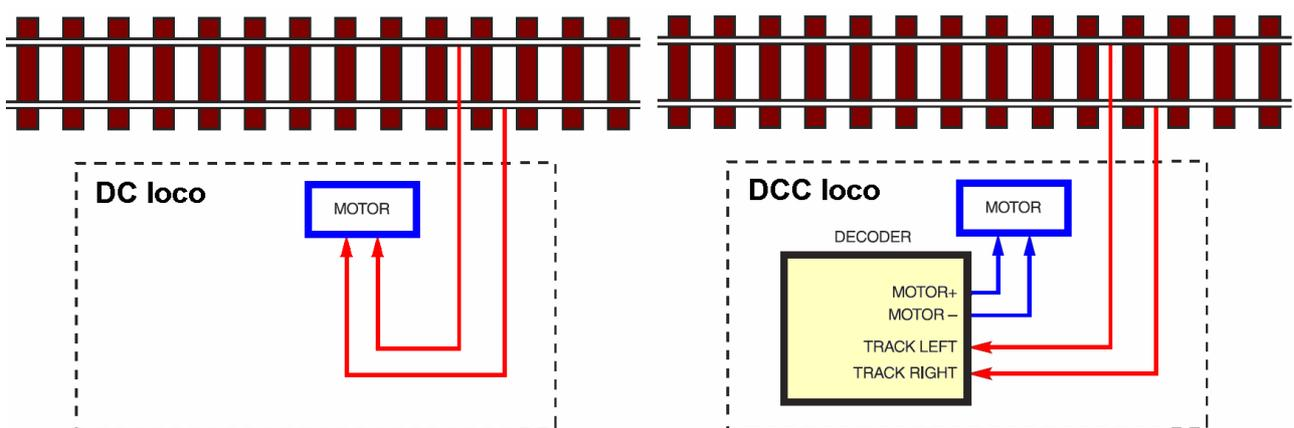 DC loco
MOTOR
DCC loco
MOTOR
DECODER
MOTOR+
MOTOR –
TRACK LEFT
TRACK RIGHT